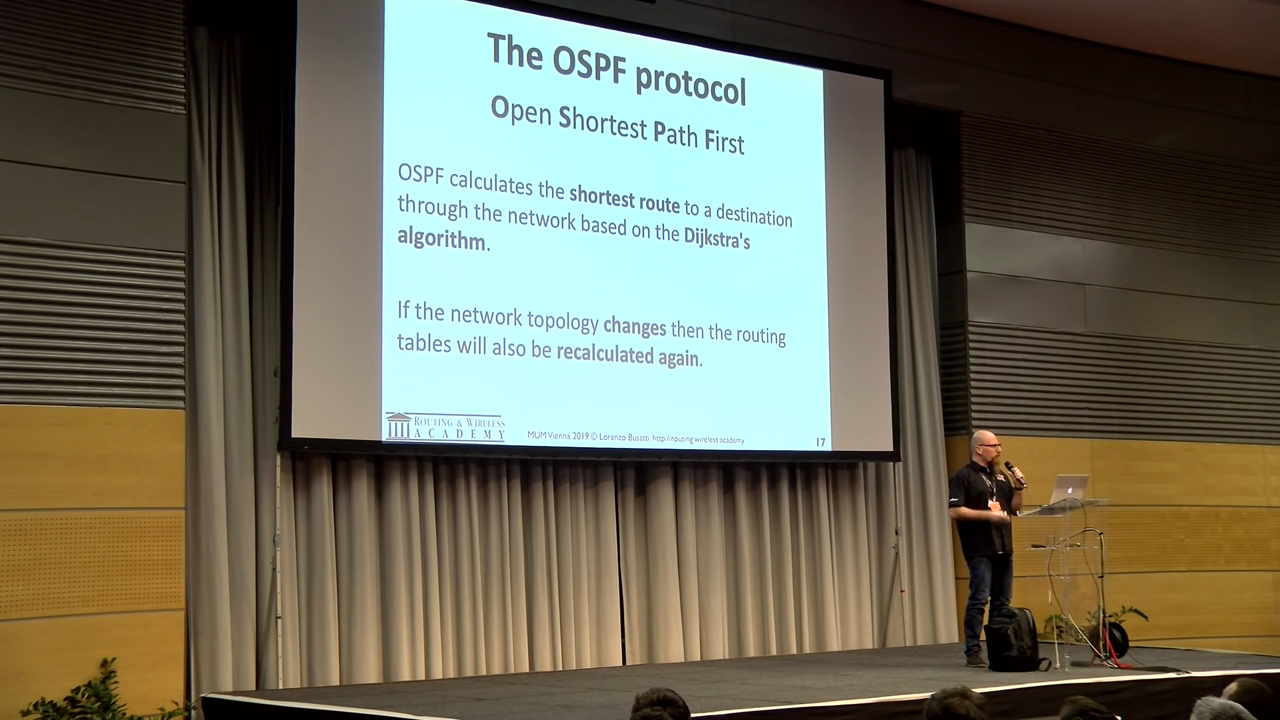 The OSPF protocol
Open Shortest Path First
OSPF calculates the shortest route to a destination
through the network based on the Dijkstra's
algorithm.
If the network topology changes then the routing
tables will also be recalculated again.
ROUTING & WIRELESS
ACADEMY
MUM Vienna 2019 © Lorenzo Busatti, http://routing.wireless.academy
17